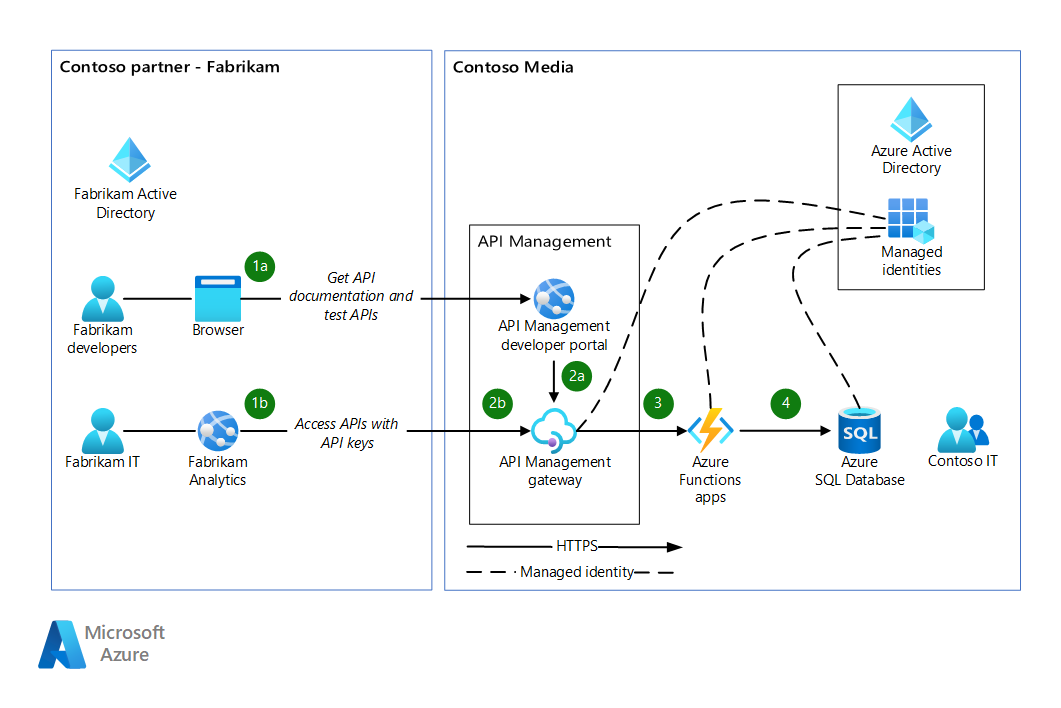 Contoso partner - Fabrikam
Contoso Media
Fabrikam Active
Directory
Azure Active
Directory
Managed
identities
API Management
1a
Get API
documentation and
test APIs
Fabrikam
developers
Browser
API Management
developer portal
2a
1b
2b
3
4
Access APIs with
API keys
SQL
Fabrikam IT
Fabrikam
Analytics
API Management
gateway
Azure
Functions
apps
Azure
SQL Database
Contoso IT
HTTPS
Managed identity
Microsoft
Azure